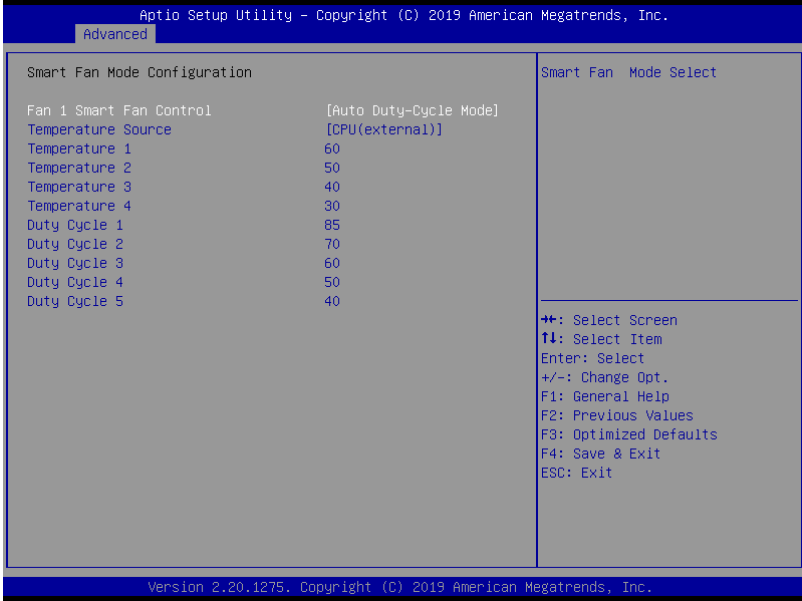 Aptio Setup Utility – Copyright (C) 2019 American Megatrends, Inc.
Advanced
Smart Fan Mode Configuration
Fan 1 Smart Fan Control [Auto Duty-Cycle Mode]
Temperature Source [CPU(external)]
Temperature 1 60
Temperature 2 50
Temperature 3 40
Temperature 4 30
Duty Cycle 1 85
Duty Cycle 2 70
Duty Cycle 3 60
Duty Cycle 4 50
Duty Cycle 5 40
Smart Fan  Mode Select
→←: Select Screen
↑↓: Select Item
Enter: Select
+/-: Change Opt.
F1: General Help
F2: Previous Values
F3: Optimized Defaults
F4: Save & Exit
ESC: Exit
Version 2.20.1275. Copyright (C) 2019 American Megatrends, Inc.